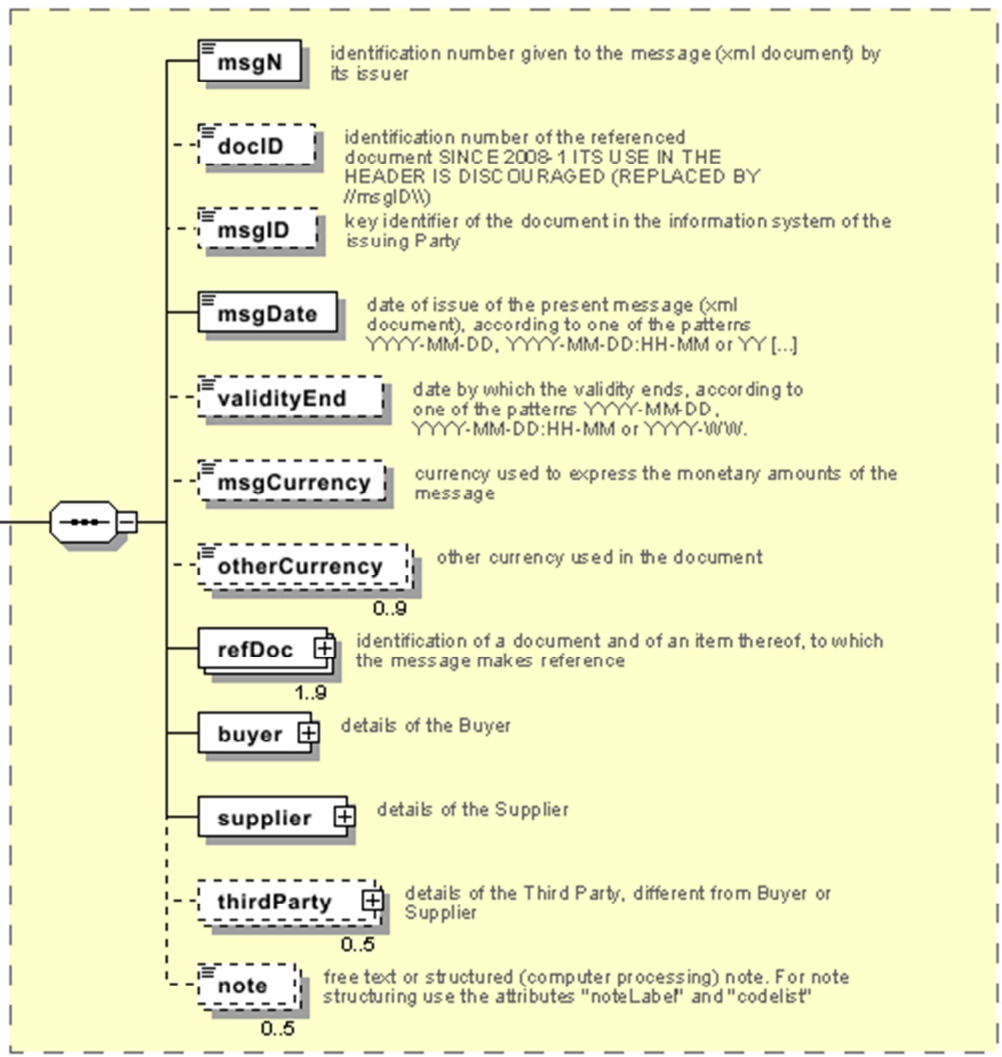 msgN
identification number given to the message (xml document) by
its issuer
docID
identification number of the referenced
document SINCE 2008-1 ITS USE IN THE
HEADER IS DISCOURAGED (REPLACED BY
//msgID\\)
msgID
key identifier of the document in the information system of the
issuing Party
msgDate
date of issue of the present message (xml
document), according to one of the patterns
YYYY-MM-DD, YYYY-MM-DD:HH-MM or YY [...]
validityEnd
date by which the validity ends, according to
one of the patterns YYYY-MM-DD,
YYYY-MM-DD:HH-MM or YYYY-WW.
msgCurrency
currency used to express the monetary amounts of the
message
otherCurrency
other currency used in the document
0..9
refDoc
identification of a document and of an item thereof, to which
the message makes reference
1..9
buyer
details of the Buyer
supplier
details of the Supplier
thirdParty
details of the Third Party, different from Buyer or
Supplier
0..5
note
free text or structured (computer processing) note. For note
structuring use the attributes "noteLabel" and "codelist"
0..5